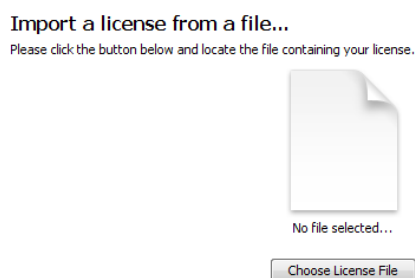 Import a license from a file...
Please click the button below and locate the file containing your license.
No file selected...
Choose License File